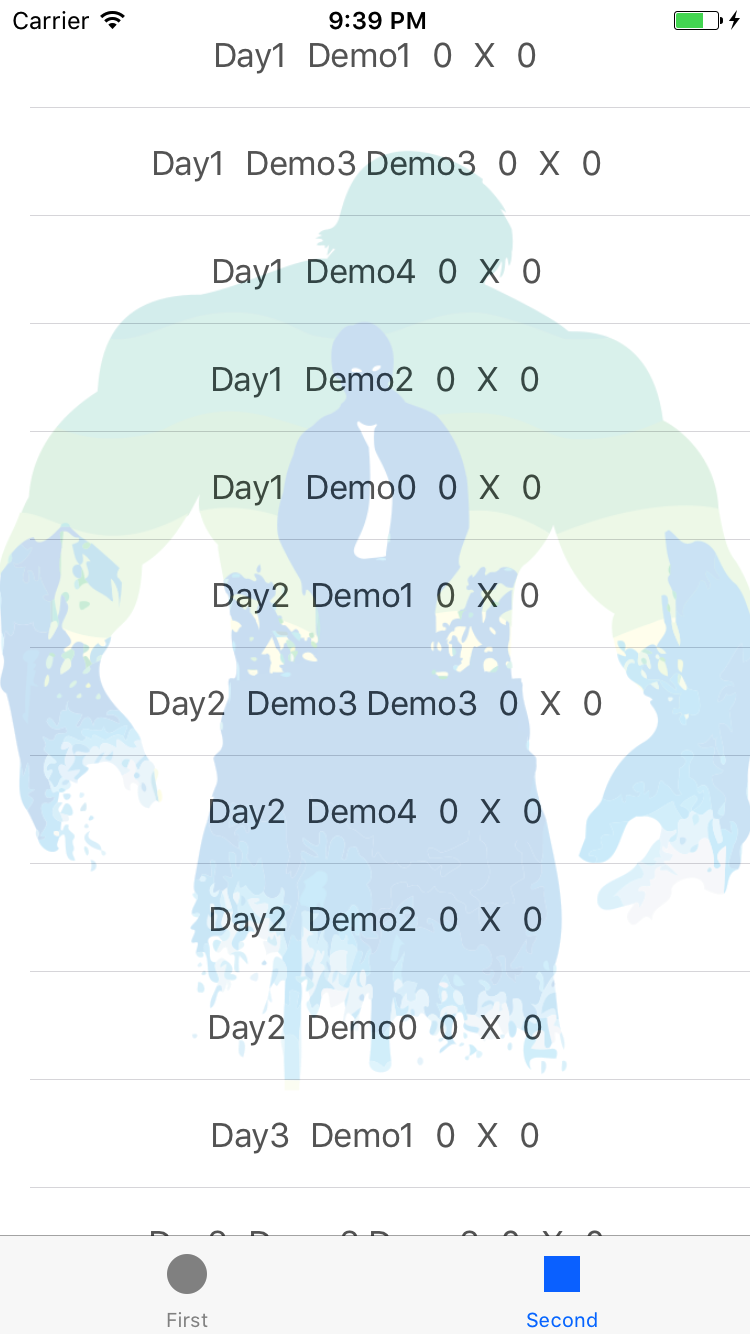 Carrier 9:39 PM
Day1 Demo1 0 X 0
Day1 Demo3 Demo3 0 X 0
Day1 Demo4 0 X 0
Day1 Demo2 0 X 0
Day1 Demo0 0 X 0
Day2 Demo1 0 X 0
Day2 Demo3 Demo3 0 X 0
Day2 Demo4 0 X 0
Day2 Demo2 0 X 0
Day2 Demo0 0 X 0
Day3 Demo1 0 X 0
First Second